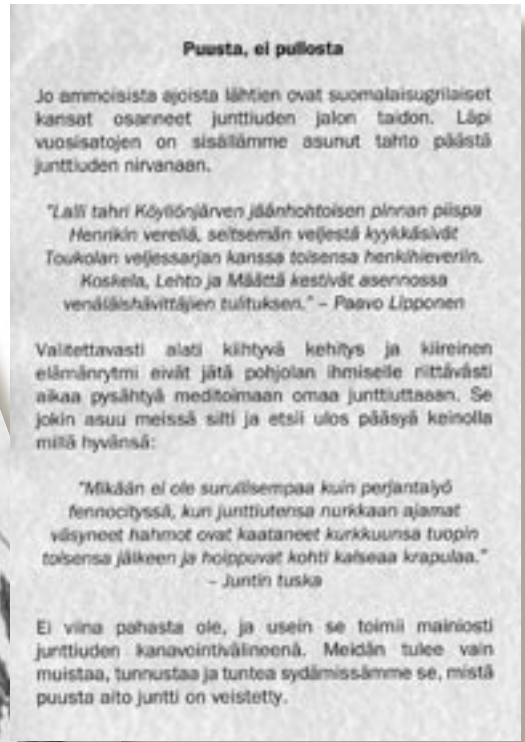 Puusta, ei pullosta
Jo ammoisista ajoista lähtien ovat suomalaisugrilaiset
kansat osanneet junttiuden jalon taidon. Läpi
vuosisatojen on sisällämme asunut tahto päästä
junttiuden nirvanaan.
"Lalli tahri Köyliönjärven jäänhohtoisen pinnan piispa
Henrikin verellä, seitsemän veljestä kyykkäsivät
Toukolan veljessarjan kanssa toisensa henkihieveriin.
Koskela, Lehto ja Määttä kestivät asennossa
venäläishävittäjien tulituksen." – Paavo Lipponen
Valitettavasti alati kiihtyvä kehitys ja kiireinen
elämänrytmi eivät jätä pohjolan ihmiselle riittävästi
aikaa pysähtyä meditoimaan omaa junttiuttaan. Se
jokin asuu meissä silti ja etsii ulos pääsyä keinolla
millä hyvänsä:
"Mikään ei ole surullisempaa kuin perjantaiyö
fennocityssä, kun junttiutensa nurkkaan ajamat
väsyneet hahmot ovat kaataneet kurkkuunsa tuopin
toisensa jälkeen ja hoippuvat kohti kalseaa krapulaa."
– Juntin tuska
Ei viina pahasta ole, ja usein se toimii mainiosti
junttiuden kanavointivälineenä. Meidän tulee vain
muistaa, tunnustaa ja tuntea sydämissämme se, mistä
puusta aito juntti on veistetty.